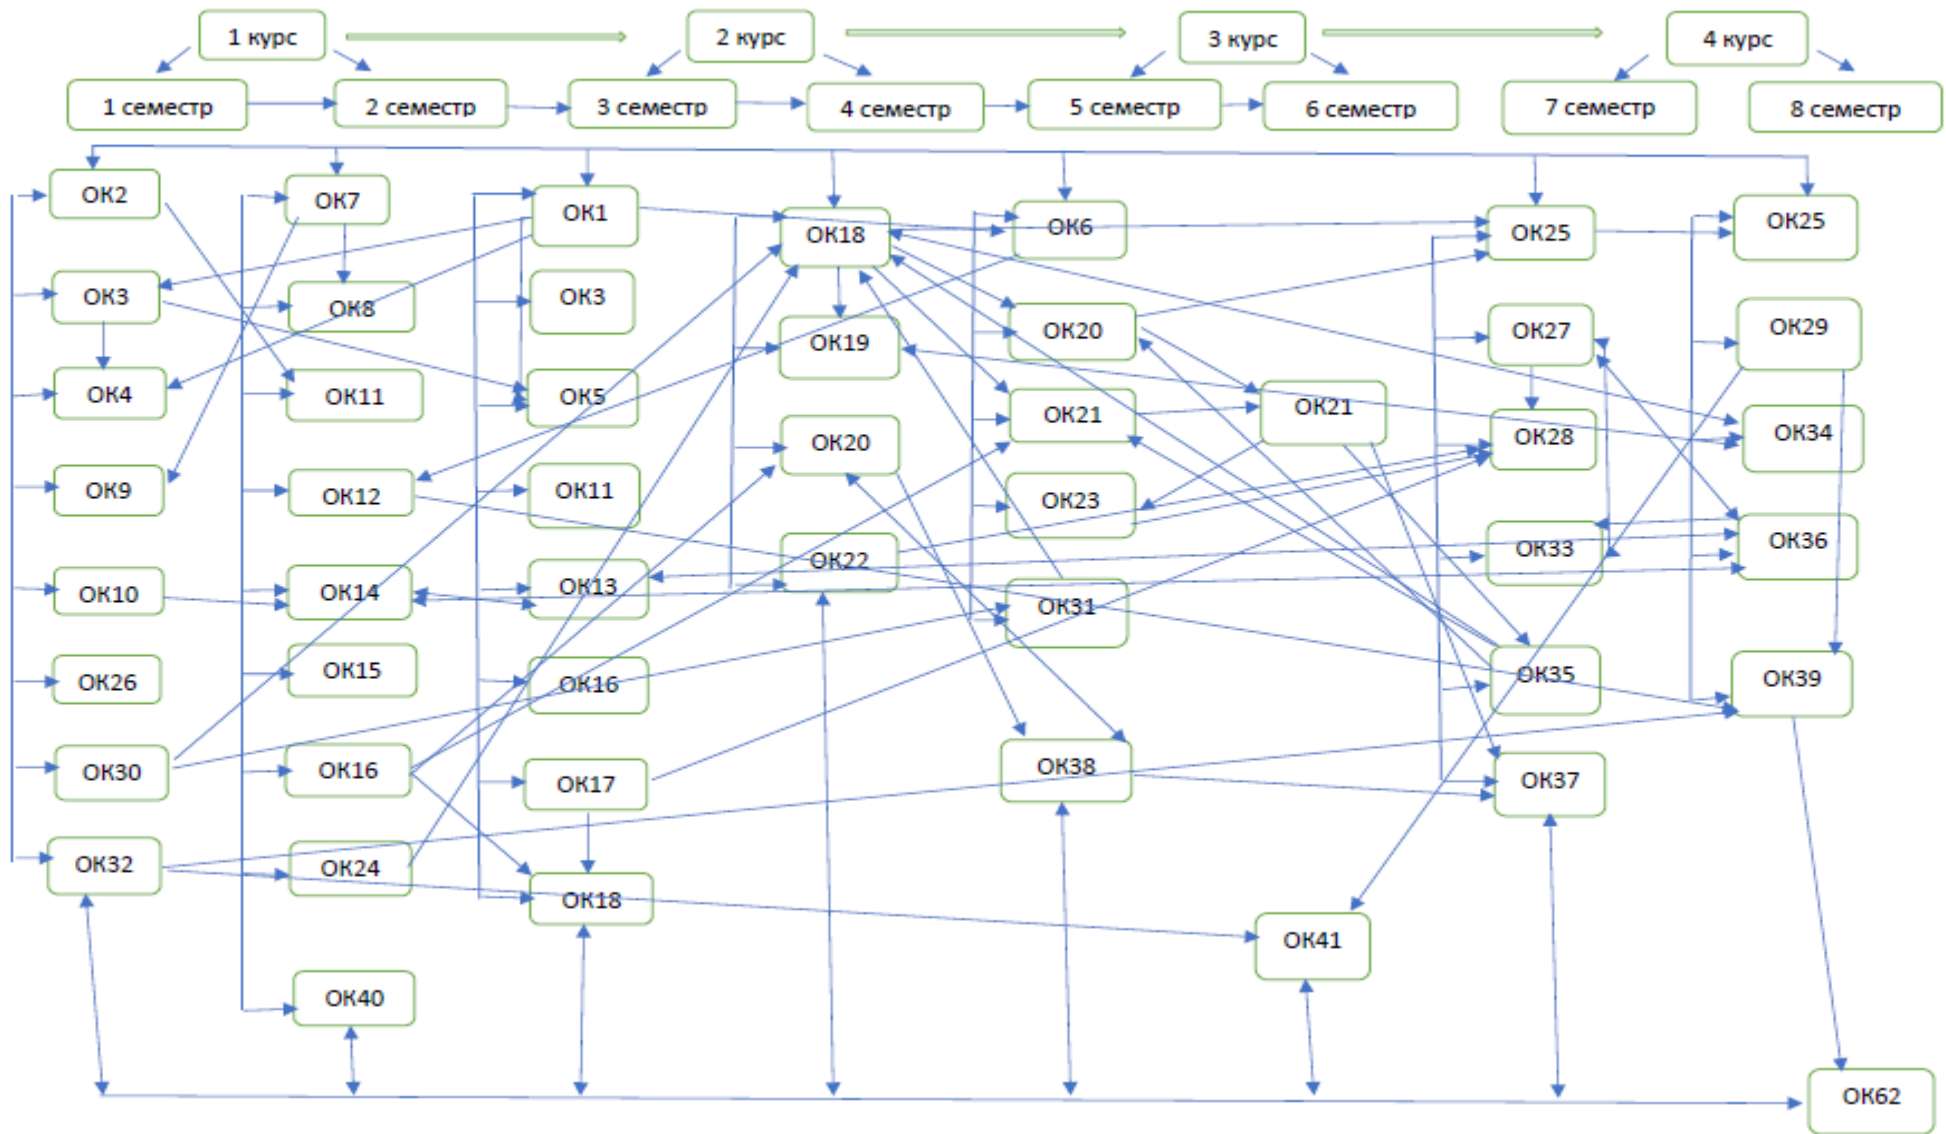 1 курс
2 курс
3 курс
4 курс
1 семестр
2 семестр
3 семестр
4 семестр
5 семестр
6 семестр
7 семестр
8 семестр
ОК2
ОК3
ОК4
ОК9
ОК10
ОК26
ОК30
ОК32
ОК7
ОК8
ОК11
ОК12
ОК14
ОК15
ОК16
ОК24
ОК40
ОК1
ОК3
ОК5
ОК11
ОК13
ОК16
ОК17
ОК18
ОК18
ОК19
ОК20
ОК22
ОК6
ОК20
ОК21
ОК23
ОК31
ОК38
ОК21
ОК41
ОК25
ОК27
ОК28
ОК33
ОК35
ОК37
ОК25
ОК29
ОК34
ОК36
ОК39
ОК62